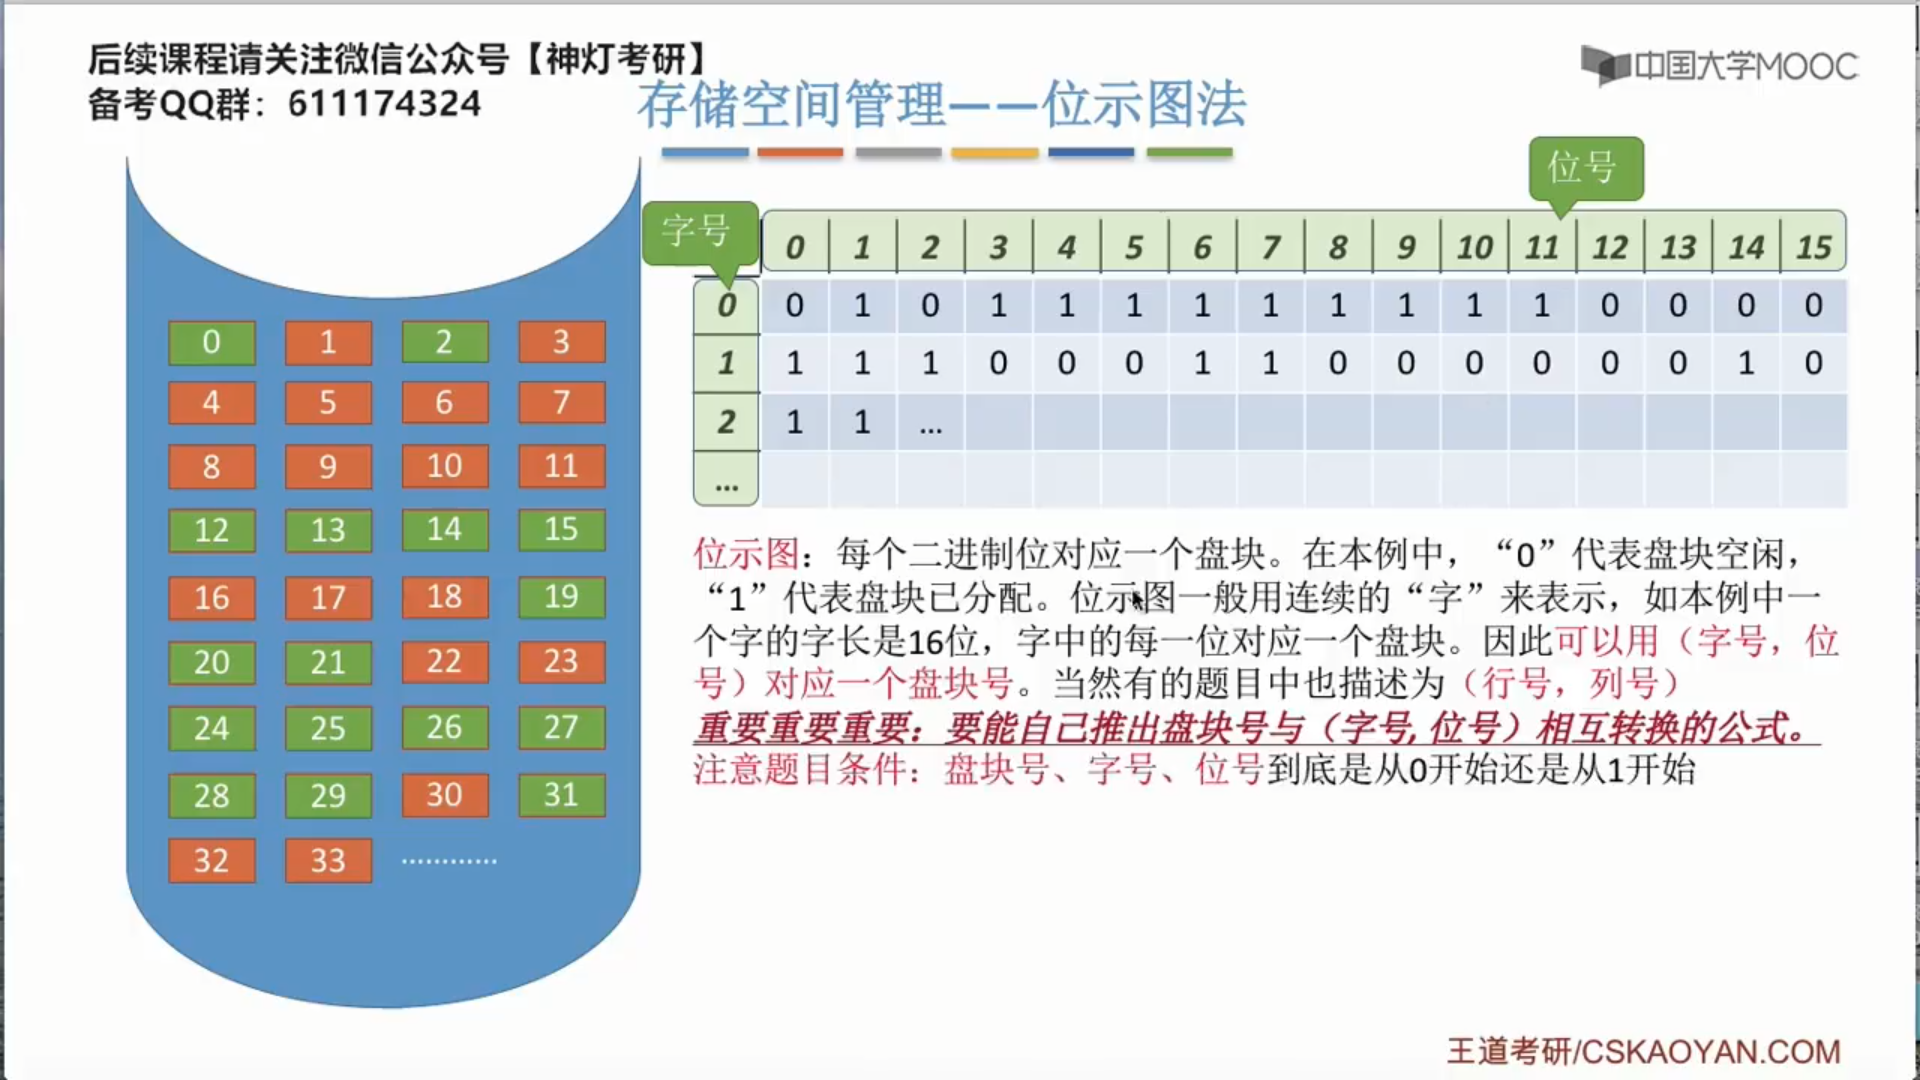 后续课程请关注微信公众号【神灯考研】
备考QQ群：611174324
中国大学MOOC
存储空间管理——位示图法
位号
字号
0 1 2 3 4 5 6 7 8 9 10 11 12 13 14 15
0 0 1 0 1 1 1 1 1 1 1 1 1 0 0 0 0
1 1 1 1 0 0 0 1 1 0 0 0 0 0 0 1 0
2 1 1 ...
...
0 1 2 3
4 5 6 7
8 9 10 11
12 13 14 15
16 17 18 19
20 21 22 23
24 25 26 27
28 29 30 31
32 33 …………
位示图：每个二进制位对应一个盘块。在本例中，“0”代表盘块空闲，
“1”代表盘块已分配。位示图一般用连续的“字”来表示，如本例中一
个字的字长是16位，字中的每一位对应一个盘块。因此可以用（字号，位
号）对应一个盘块号。当然有的题目中也描述为（行号，列号）
重要重要重要：要能自己推出盘块号与（字号,位号）相互转换的公式。
注意题目条件：盘块号、字号、位号到底是从0开始还是从1开始
王道考研/CSKAOYAN.COM